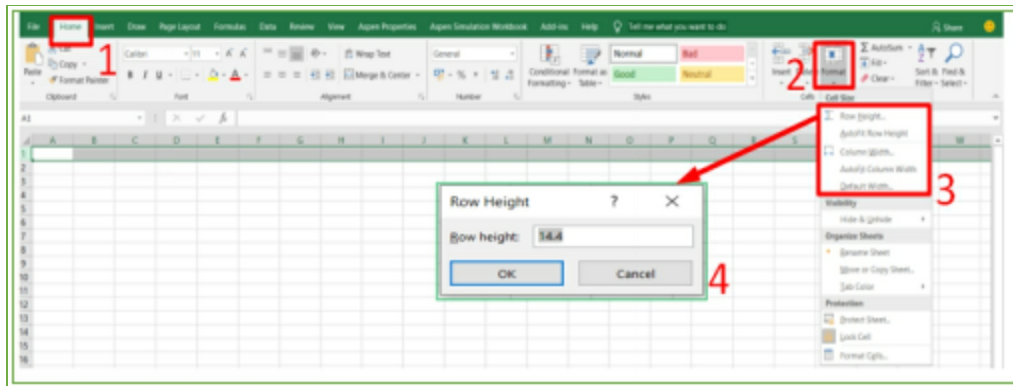 File Home Insert Draw Page Layout Formulas Data Review View Aspen Properties Aspen Simulation Workbook Add-ins Help Tell me what you want to do Share
1
Cut
Copy
Format Painter
Paste
Clipboard
Calibri 11
B I U
Font
Wrap Text
Merge & Center
Alignment
General
Number
Conditional Formatting
Format as Table
Normal Bad
Good Neutral
Styles
2
Insert Delete Format
Cells
AutoSum
Fill
Clear
Sort & Filter
Find & Select
A1
A B C D E F G H I J K L M N O P Q R S W
1
2
3
4
5
6
7
8
9
10
11
12
13
14
15
16
Cell Size
Row Height...
AutoFit Row Height
Column Width...
AutoFit Column Width
Default Width...
3
Visibility
Hide & Unhide
Organize Sheets
Rename Sheet
Move or Copy Sheet...
Tab Color
Protection
Protect Sheet...
Lock Cell
Format Cells...
Row Height ? ×
Row height: 14.4
OK Cancel
4